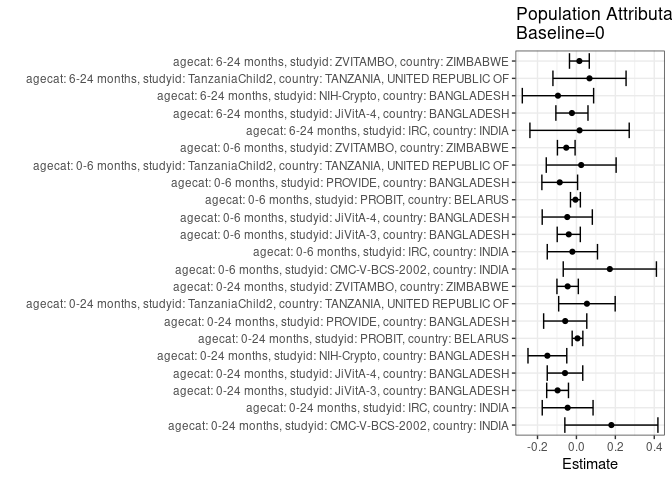 Population Attributa
Baseline=0
agecat: 6-24 months, studyid: ZVITAMBO, country: ZIMBABWE
agecat: 6-24 months, studyid: TanzaniaChild2, country: TANZANIA, UNITED REPUBLIC OF
agecat: 6-24 months, studyid: NIH-Crypto, country: BANGLADESH
agecat: 6-24 months, studyid: JiVitA-4, country: BANGLADESH
agecat: 6-24 months, studyid: IRC, country: INDIA
agecat: 0-6 months, studyid: ZVITAMBO, country: ZIMBABWE
agecat: 0-6 months, studyid: TanzaniaChild2, country: TANZANIA, UNITED REPUBLIC OF
agecat: 0-6 months, studyid: PROVIDE, country: BANGLADESH
agecat: 0-6 months, studyid: PROBIT, country: BELARUS
agecat: 0-6 months, studyid: JiVitA-4, country: BANGLADESH
agecat: 0-6 months, studyid: JiVitA-3, country: BANGLADESH
agecat: 0-6 months, studyid: IRC, country: INDIA
agecat: 0-6 months, studyid: CMC-V-BCS-2002, country: INDIA
agecat: 0-24 months, studyid: ZVITAMBO, country: ZIMBABWE
agecat: 0-24 months, studyid: TanzaniaChild2, country: TANZANIA, UNITED REPUBLIC OF
agecat: 0-24 months, studyid: PROVIDE, country: BANGLADESH
agecat: 0-24 months, studyid: PROBIT, country: BELARUS
agecat: 0-24 months, studyid: NIH-Crypto, country: BANGLADESH
agecat: 0-24 months, studyid: JiVitA-4, country: BANGLADESH
agecat: 0-24 months, studyid: JiVitA-3, country: BANGLADESH
agecat: 0-24 months, studyid: IRC, country: INDIA
agecat: 0-24 months, studyid: CMC-V-BCS-2002, country: INDIA
-0.2 0.0 0.2 0.4
Estimate